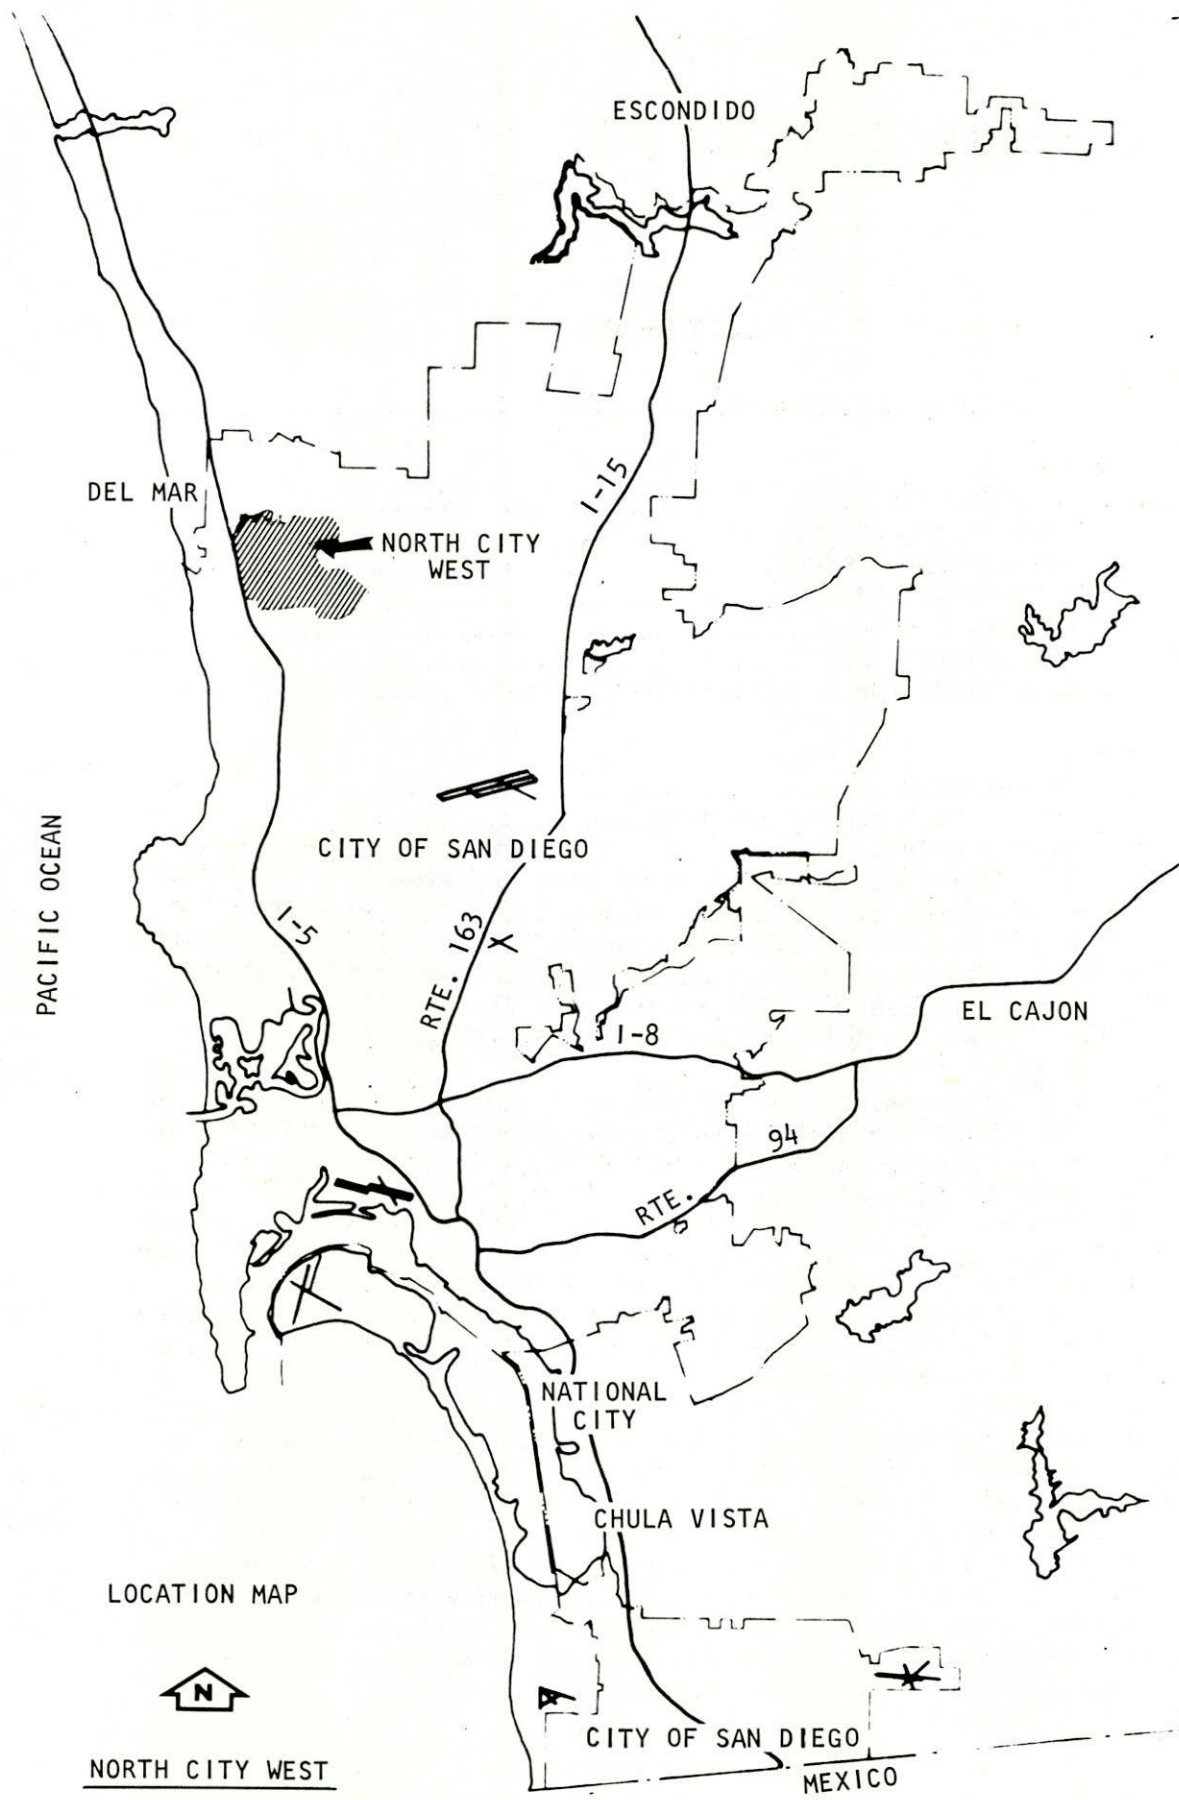 ESCONDIDO
DEL MAR
I-15
NORTH CITY
WEST
PACIFIC OCEAN
CITY OF SAN DIEGO
I-5
RTE. 163
EL CAJON
I-8
94
RTE.
NATIONAL
CITY
CHULA VISTA
LOCATION MAP
N
CITY OF SAN DIEGO
NORTH CITY WEST
MEXICO